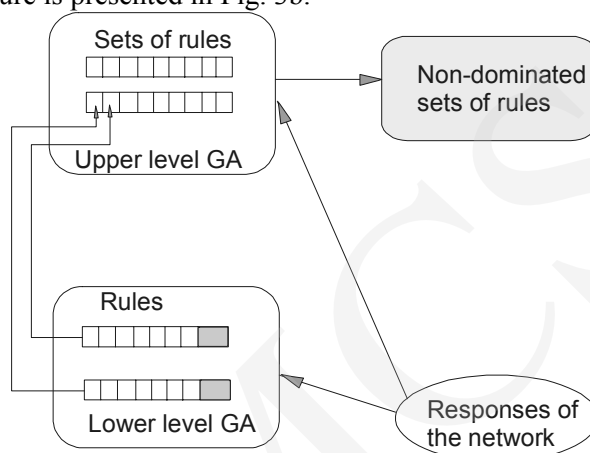 ure is presented in Fig. 3b.
Sets of rules
Upper level GA
Non-dominated
sets of rules
Rules
Lower level GA
Responses of
the network